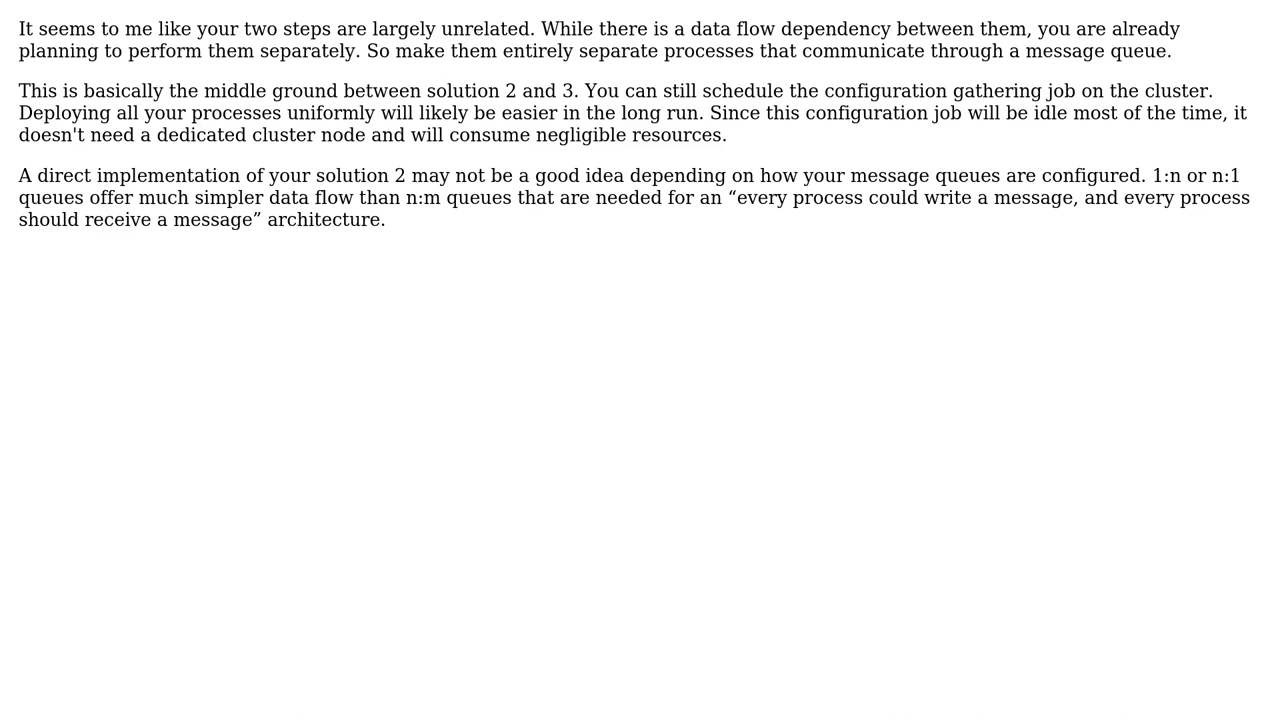 It seems to me like your two steps are largely unrelated. While there is a data flow dependency between them, you are already
planning to perform them separately. So make them entirely separate processes that communicate through a message queue.
This is basically the middle ground between solution 2 and 3. You can still schedule the configuration gathering job on the cluster.
Deploying all your processes uniformly will likely be easier in the long run. Since this configuration job will be idle most of the time, it
doesn't need a dedicated cluster node and will consume negligible resources.
A direct implementation of your solution 2 may not be a good idea depending on how your message queues are configured. 1:n or n:1
queues offer much simpler data flow than n:m queues that are needed for an “every process could write a message, and every process
should receive a message” architecture.